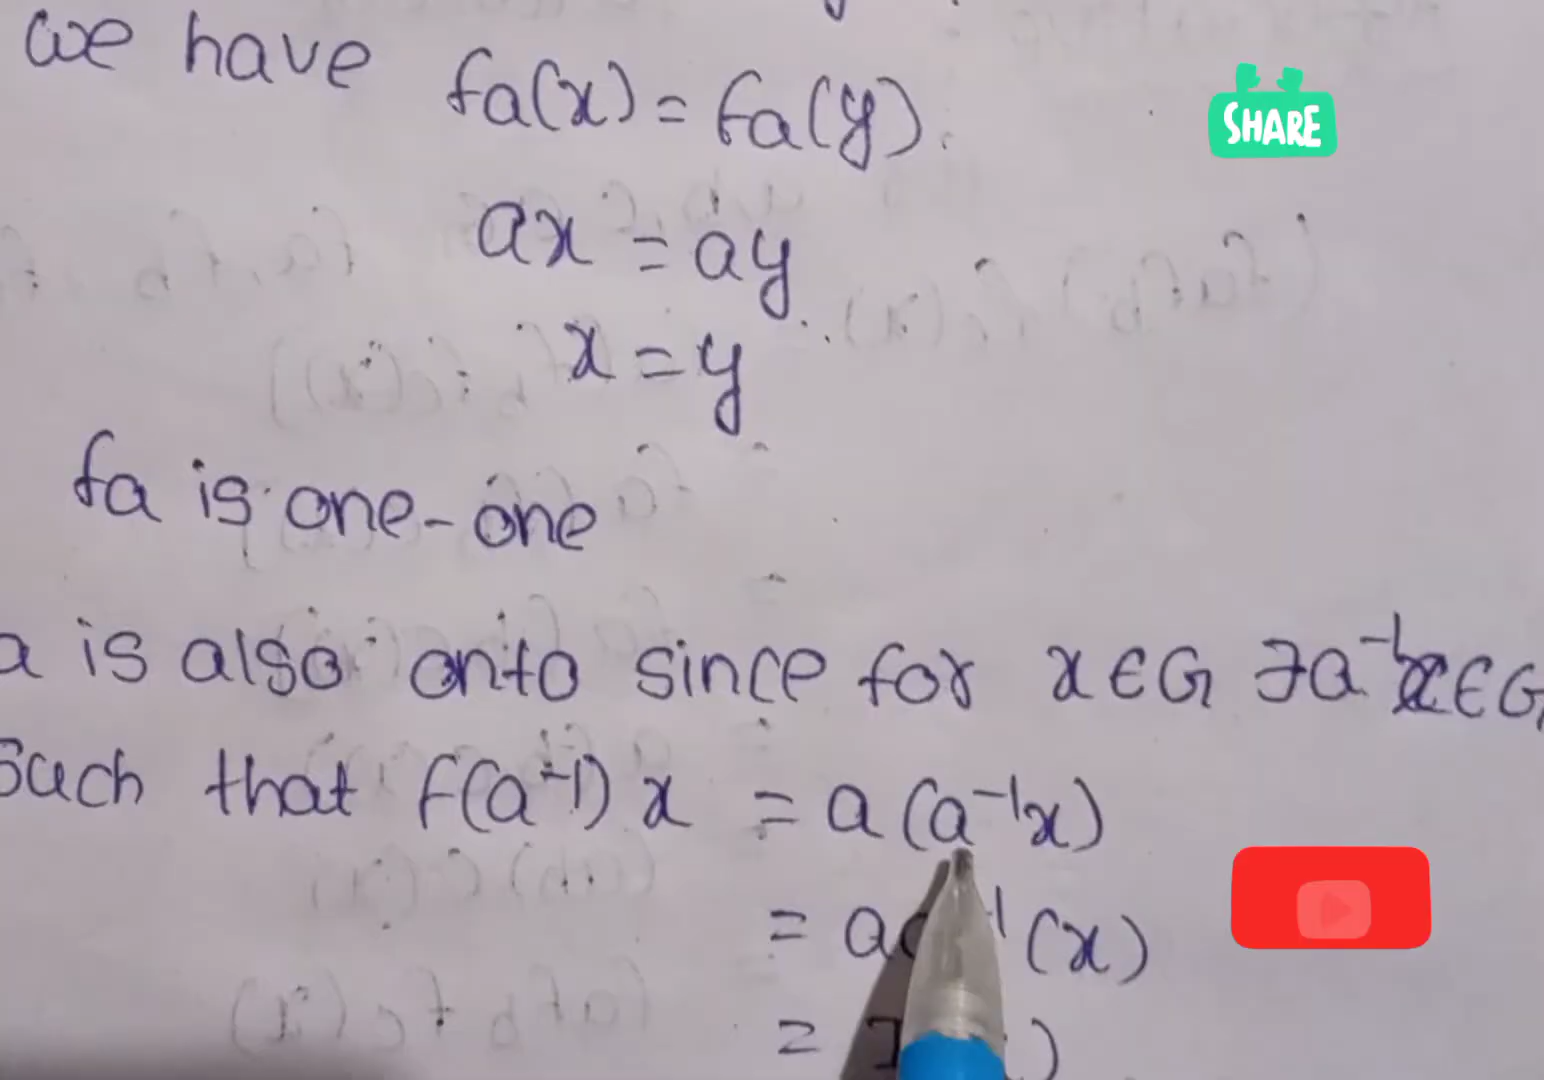 we have fa(x) = fa(y).
SHARE
ax = ay
x = y
fa is one-one
a is also onto since for x ∈ G ∃ a⁻¹x ∈ G
such that f(a⁻¹) x = a (a⁻¹x)
= a ⁻¹ (x)
= )